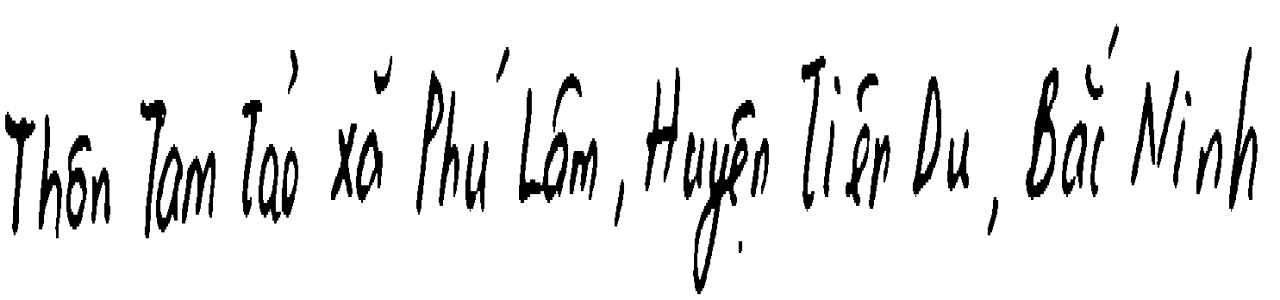 Thôn Tam Tảo xã Phú Lâm, Huyện Tiên Du, Bắc Ninh